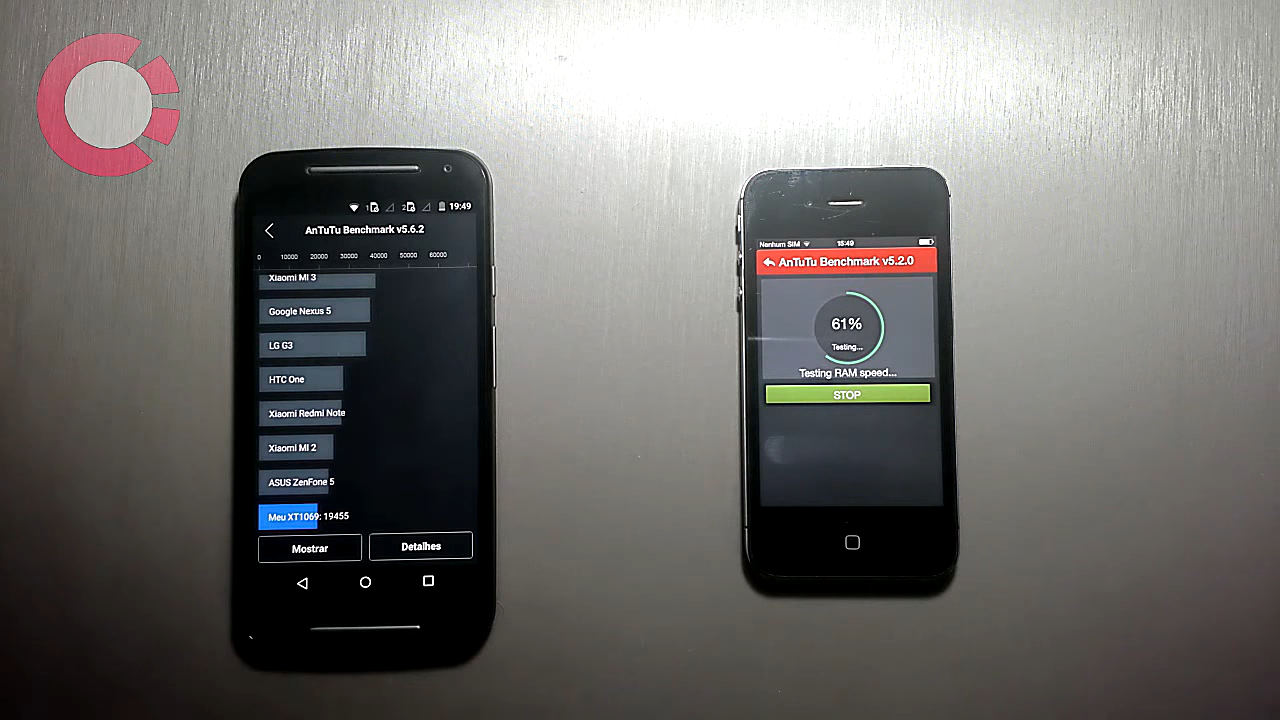 1 2 19:49
AnTuTu Benchmark v5.6.2
0 10000 20000 30000 40000 50000 60000
Xiaomi MI 3
Google Nexus 5
LG G3
HTC One
Xiaomi Redmi Note
Xiaomi MI 2
ASUS ZenFone 5
Meu XT1069: 19455
Mostrar Detalhes
Nenhum SIM 18:49
AnTuTu Benchmark v5.2.0
61%
Testing...
Testing RAM speed...
STOP